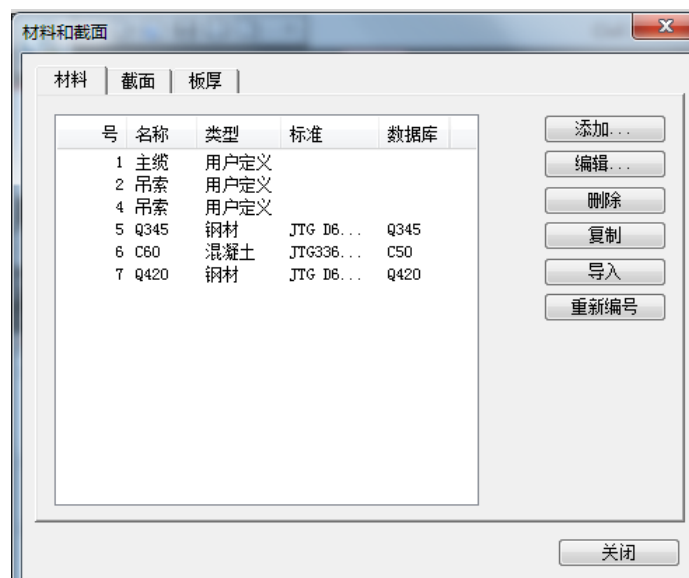 材料和截面
材料 截面 板厚
号 名称 类型 标准 数据库
1 主缆 用户定义
2 吊索 用户定义
4 吊索 用户定义
5 Q345 钢材 JTG D6... Q345
6 C60 混凝土 JTG336... C50
7 Q420 钢材 JTG D6... Q420
添加...
编辑...
删除
复制
导入
重新编号
关闭